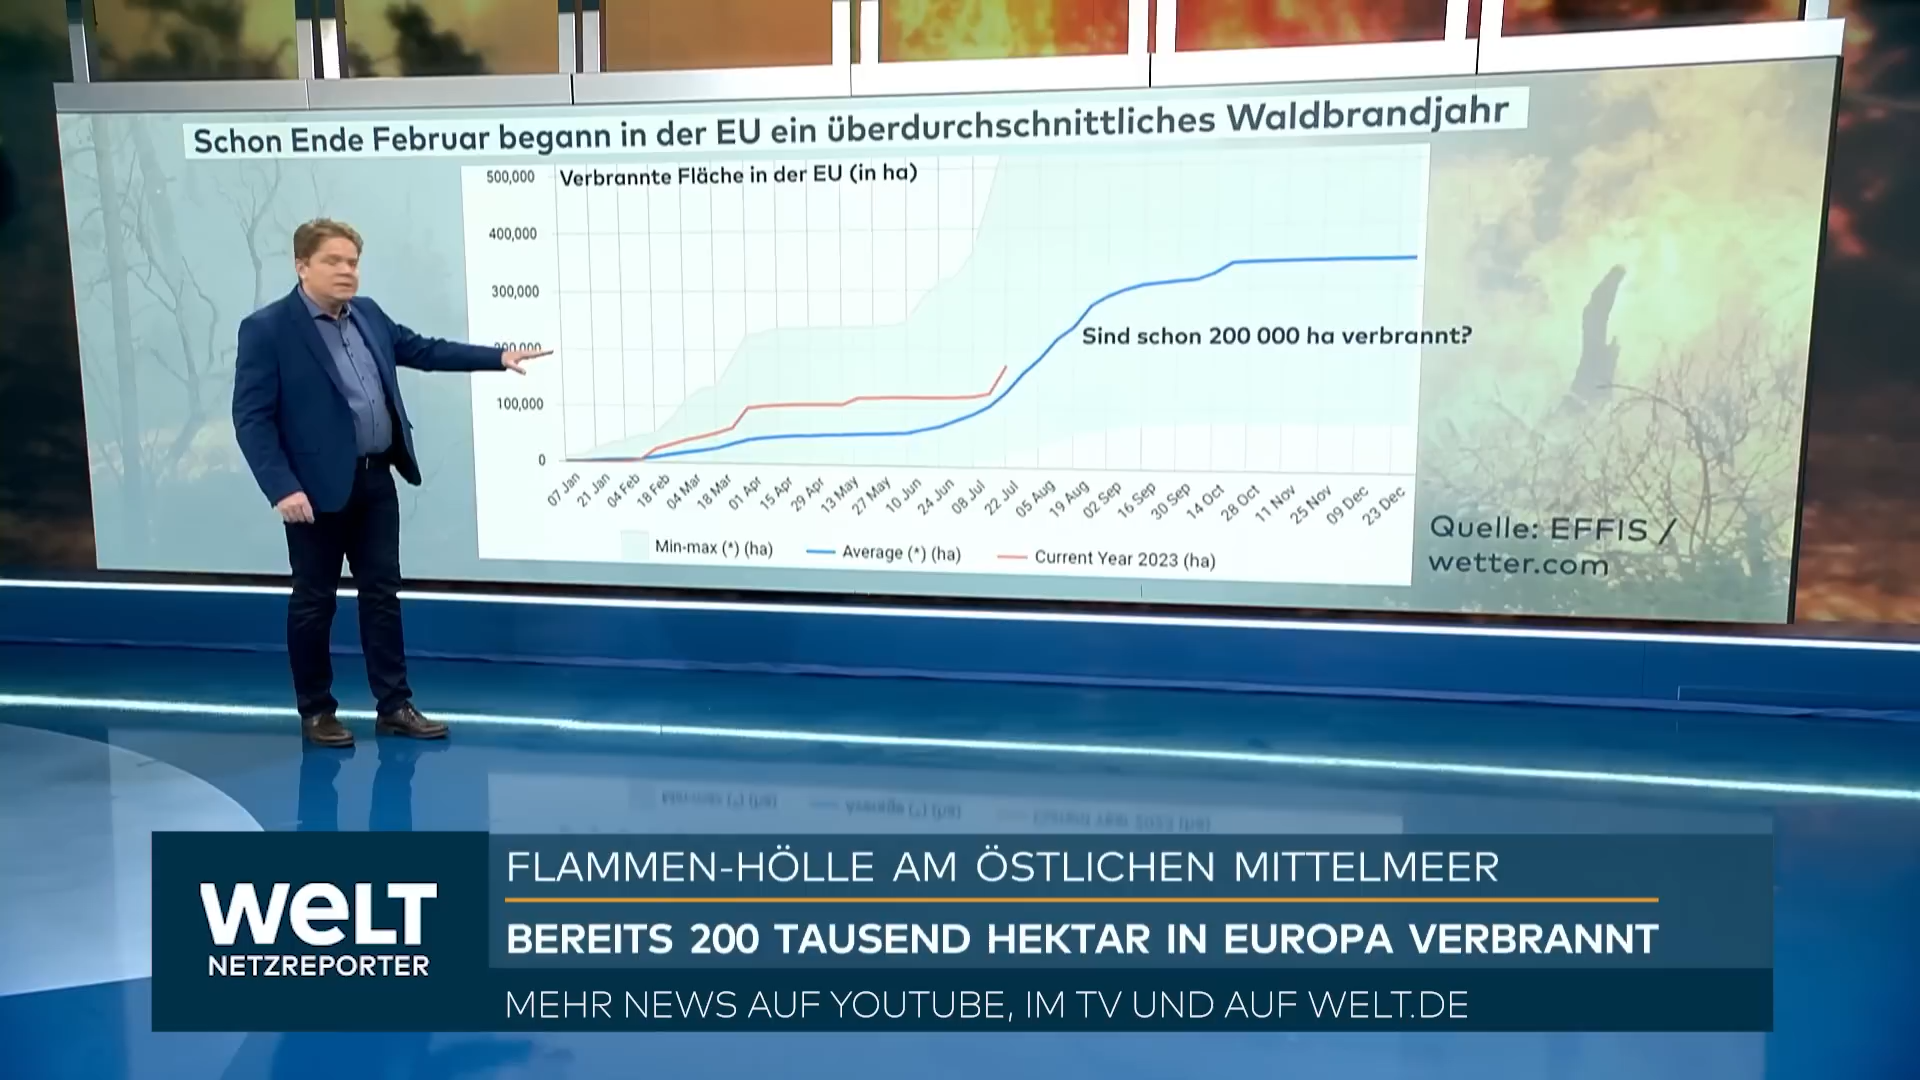 Schon Ende Februar begann in der EU ein überdurchschnittliches Waldbrandjahr
Verbrannte Fläche in der EU (in ha)
500,000
400,000
300,000
200,000
100,000
0
Sind schon 200 000 ha verbrannt?
07 Jan
21 Jan
04 Feb
18 Feb
04 Mar
18 Mar
01 Apr
15 Apr
29 Apr
13 May
27 May
10 Jun
24 Jun
08 Jul
22 Jul
05 Aug
19 Aug
02 Sep
16 Sep
30 Sep
14 Oct
28 Oct
11 Nov
25 Nov
09 Dec
23 Dec
Min-max (*) (ha)
Average (*) (ha)
Current Year 2023 (ha)
Quelle: EFFIS /
wetter.com
WELT
NETZREPORTER
FLAMMEN-HÖLLE AM ÖSTLICHEN MITTELMEER
BEREITS 200 TAUSEND HEKTAR IN EUROPA VERBRANNT
MEHR NEWS AUF YOUTUBE, IM TV UND AUF WELT.DE